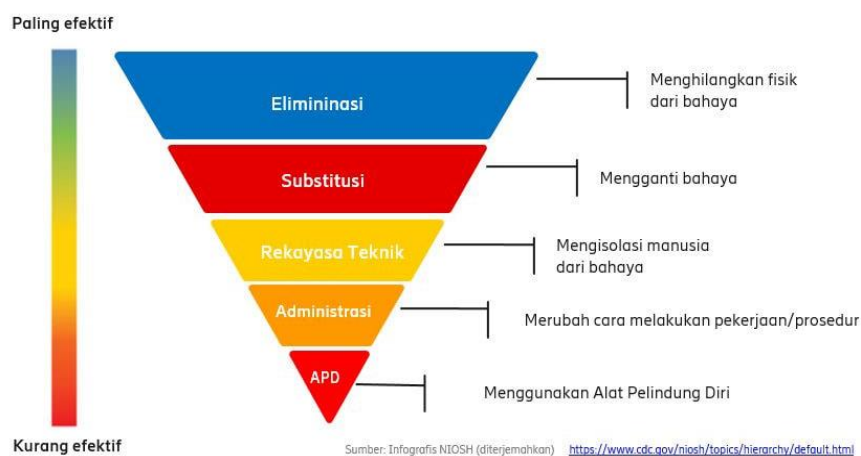 Paling efektif
Elimininasi
Menghilangkan fisik
dari bahaya
Substitusi
Mengganti bahaya
Rekayasa Teknik
Mengisolasi manusia
dari bahaya
Administrasi
Merubah cara melakukan pekerjaan/prosedur
APD
Menggunakan Alat Pelindung Diri
Kurang efektif
Sumber: Infografis NIOSH (diterjemahkan) https://www.cdc.gov/niosh/topics/hierarchy/default.html